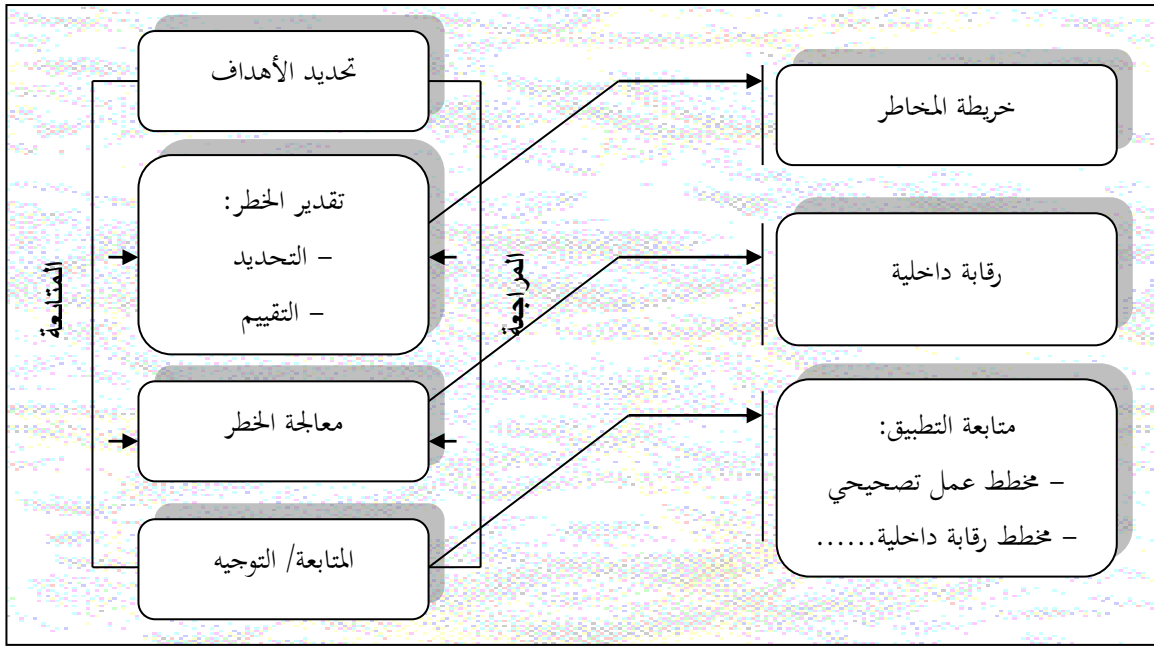 تحديد الأهداف
تقدير الخطر:
– التحديد
– التقييم
معالجة الخطر
المتابعة/ التوجيه
المتابعة
المراجعة
خريطة المخاطر
رقابة داخلية
متابعة التطبيق:
– مخطط عمل تصحيحي
– مخطط رقابة داخلية......